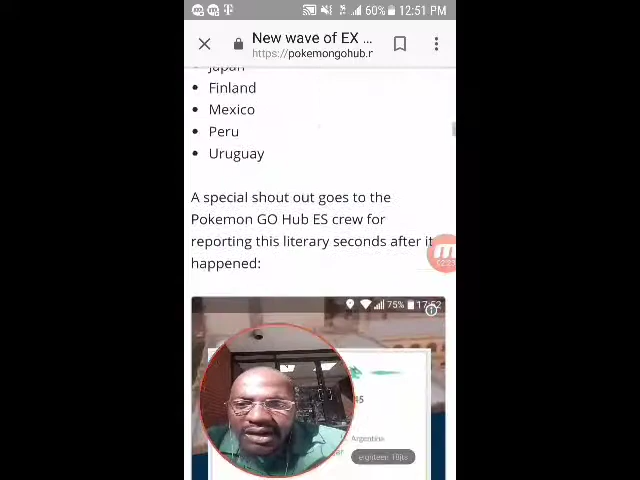 60% 12:51 PM
New wave of EX ...
https://pokemongohub.r
Japan
Finland
Mexico
Peru
Uruguay
A special shout out goes to the
Pokemon GO Hub ES crew for
reporting this literary seconds after it
happened:
75% 17:52
45
Argentina